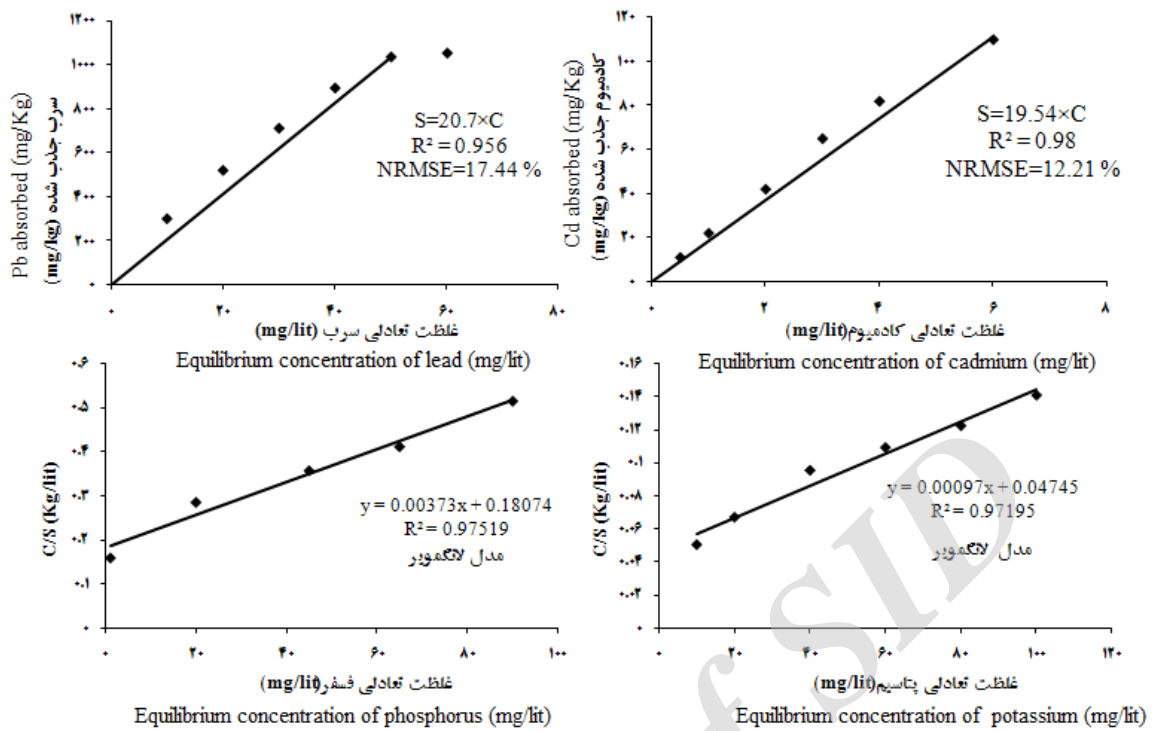 ۱۲۰۰
۱۰۰۰
۸۰۰
۶۰۰
۴۰۰
۲۰۰
۰
Pb absorbed (mg/Kg)
سرب جذب شده (mg/kg)
S=20.7×C
R² = 0.956
NRMSE=17.44 %
۰ ۲۰ ۴۰ ۶۰ ۸۰
غلظت تعادلی سرب (mg/lit)
Equilibrium concentration of lead (mg/lit)
۱۲۰
۱۰۰
۸۰
۶۰
۴۰
۲۰
۰
Cd absorbed (mg/Kg)
کادمیوم جذب شده (mg/kg)
S=19.54×C
R² = 0.98
NRMSE=12.21 %
۰ ۲ ۴ ۶ ۸
غلظت تعادلی کادمیوم(mg/lit)
Equilibrium concentration of cadmium (mg/lit)
۰.۶
۰.۵
۰.۴
۰.۳
۰.۲
۰.۱
۰
C/S (Kg/lit)
y = 0.00373x + 0.18074
R² = 0.97519
مدل لانگمویر
۰ ۲۰ ۴۰ ۶۰ ۸۰ ۱۰۰
غلظت تعادلی فسفر(mg/lit)
Equilibrium concentration of phosphorus (mg/lit)
۰.۱۶
۰.۱۴
۰.۱۲
۰.۱
۰.۰۸
۰.۰۶
۰.۰۴
۰.۰۲
۰
C/S (Kg/lit)
y = 0.00097x + 0.04745
R² = 0.97195
مدل لانگمویر
۰ ۲۰ ۴۰ ۶۰ ۸۰ ۱۰۰ ۱۲۰
غلظت تعادلی پتاسیم(mg/lit)
Equilibrium concentration of potassium (mg/lit)
f SID